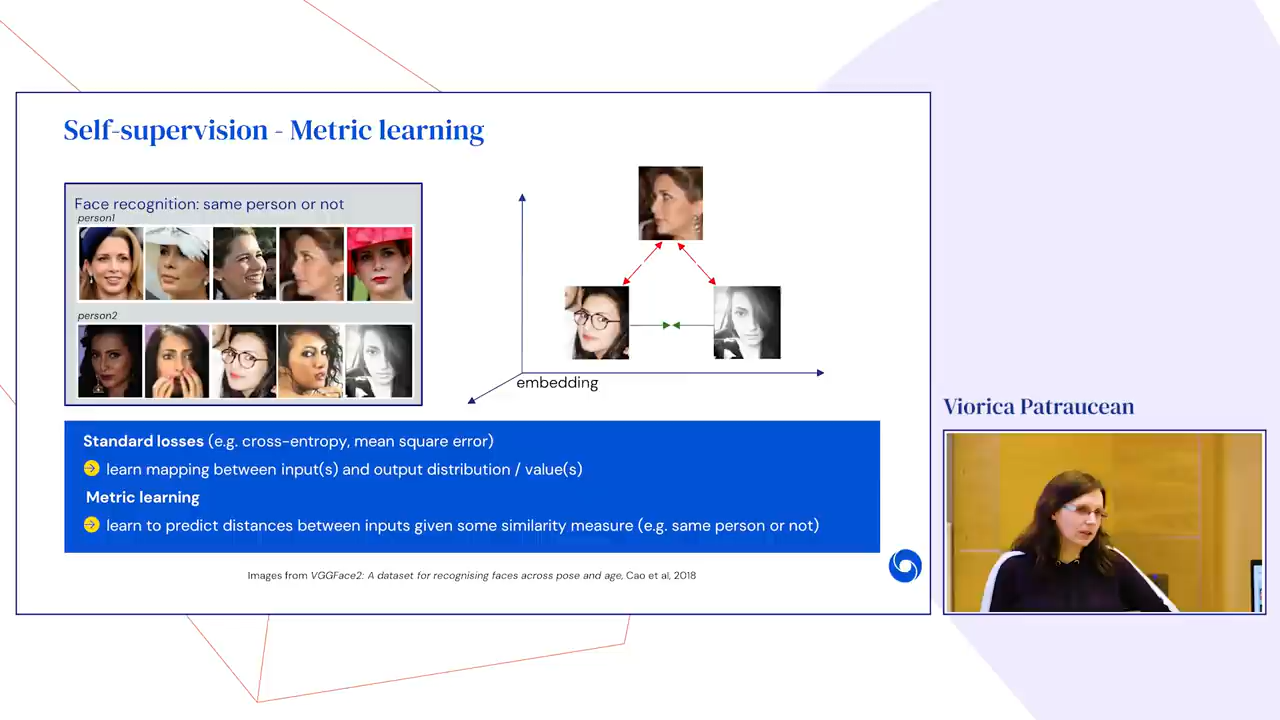 Self-supervision - Metric learning
Face recognition: same person or not
person1
person2
embedding
Standard losses (e.g. cross-entropy, mean square error)
learn mapping between input(s) and output distribution / value(s)
Metric learning
learn to predict distances between inputs given some similarity measure (e.g. same person or not)
Images from VGGFace2: A dataset for recognising faces across pose and age, Cao et al, 2018
Viorica Patraucean